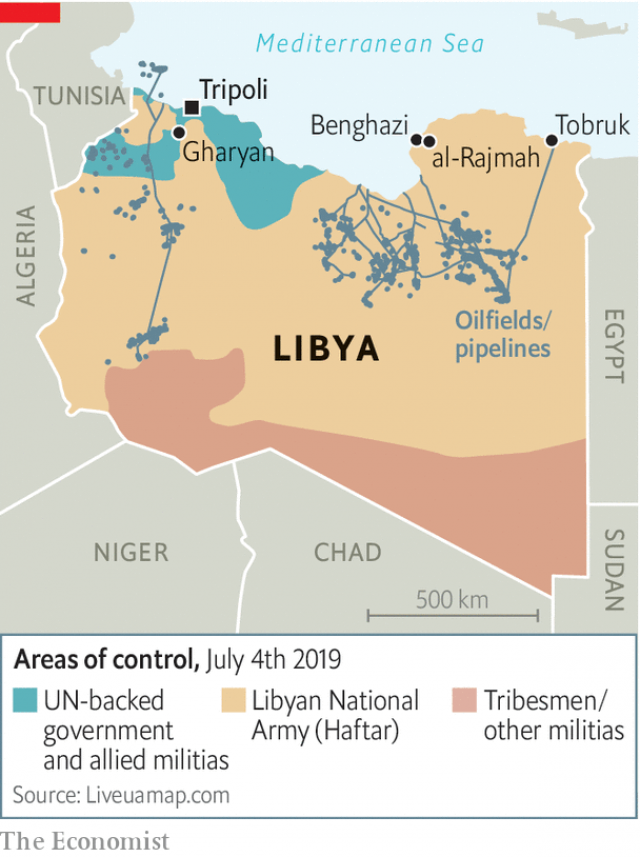 Mediterranean Sea
TUNISIA
Tripoli
Benghazi
Tobruk
Gharyan
al-Rajmah
ALGERIA
LIBYA
Oilfields/
pipelines
EGYPT
NIGER
CHAD
SUDAN
500 km
Areas of control, July 4th 2019
UN-backed
government
and allied militias
Libyan National
Army (Haftar)
Tribesmen/
other militias
Source: Liveuamap.com
The Economist